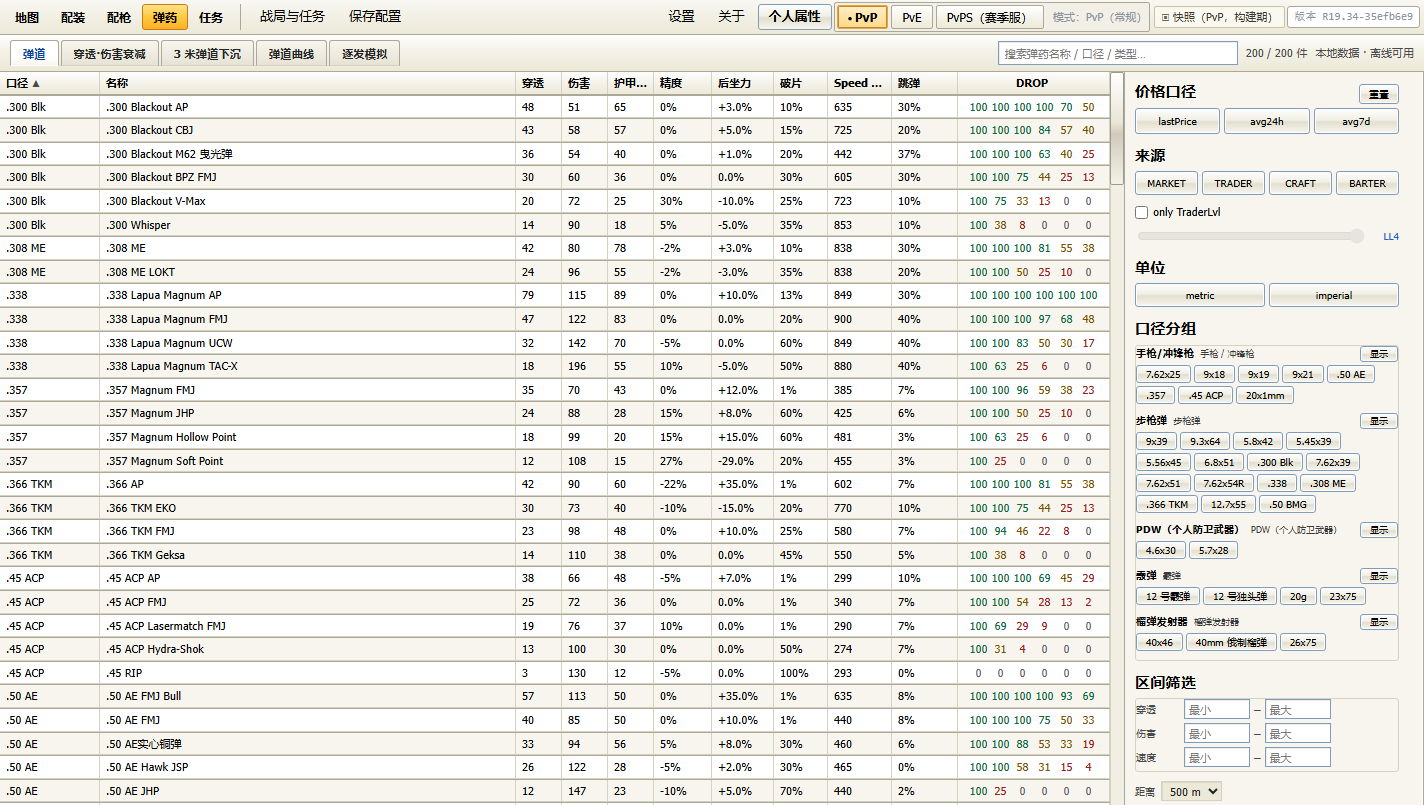 地图 配装 配枪 弹药 任务 战局与任务 保存配置 设置 关于 个人属性 • PvP PvE PvPS（赛季服） 模式：PvP（常规） 快照（PvP，构建期） 版本 R19.34-35efb6e9
弹道 穿透·伤害衰减 3 米弹道下沉 弹道曲线 逐发模拟 搜索弹药名称 / 口径 / 类型... 200 / 200 件 本地数据 · 离线可用
口径 ▲ 名称 穿透 伤害 护甲... 精度 后坐力 破片 Speed ... 跳弹 DROP
.300 Blk .300 Blackout AP 48 51 65 0% +3.0% 10% 635 30% 100 100 100 100 70 50
.300 Blk .300 Blackout CBJ 43 58 57 0% +5.0% 15% 725 20% 100 100 100 84 57 40
.300 Blk .300 Blackout M62 曳光弹 36 54 40 0% +1.0% 20% 442 37% 100 100 100 63 40 25
.300 Blk .300 Blackout BPZ FMJ 30 60 36 0% 0.0% 30% 605 30% 100 100 75 44 25 13
.300 Blk .300 Blackout V-Max 20 72 25 30% -10.0% 25% 723 10% 100 75 33 13 0 0
.300 Blk .300 Whisper 14 90 18 5% -5.0% 35% 853 10% 100 38 8 0 0 0
.308 ME .308 ME 42 80 78 -2% +3.0% 10% 838 30% 100 100 100 81 55 38
.308 ME .308 ME LOKT 24 96 55 -2% -3.0% 35% 838 20% 100 100 50 25 10 0
.338 .338 Lapua Magnum AP 79 115 89 0% +10.0% 13% 849 30% 100 100 100 100 100 100
.338 .338 Lapua Magnum FMJ 47 122 83 0% 0.0% 20% 900 40% 100 100 100 97 68 48
.338 .338 Lapua Magnum UCW 32 142 70 -5% 0.0% 60% 849 40% 100 100 83 50 30 17
.338 .338 Lapua Magnum TAC-X 18 196 55 10% -5.0% 50% 880 40% 100 63 25 6 0 0
.357 .357 Magnum FMJ 35 70 43 0% +12.0% 1% 385 7% 100 100 96 59 38 23
.357 .357 Magnum JHP 24 88 28 15% +8.0% 60% 425 6% 100 100 50 25 10 0
.357 .357 Magnum Hollow Point 18 99 20 15% +15.0% 60% 481 3% 100 63 25 6 0 0
.357 .357 Magnum Soft Point 12 108 15 27% -29.0% 20% 455 3% 100 25 0 0 0 0
.366 TKM .366 AP 42 90 60 -22% +35.0% 1% 602 7% 100 100 100 81 55 38
.366 TKM .366 TKM EKO 30 73 40 -10% -15.0% 20% 770 10% 100 100 75 44 25 13
.366 TKM .366 TKM FMJ 23 98 48 0% +10.0% 25% 580 7% 100 94 46 22 8 0
.366 TKM .366 TKM Geksa 14 110 38 0% 0.0% 45% 550 5% 100 38 8 0 0 0
.45 ACP .45 ACP AP 38 66 48 -5% +7.0% 1% 299 10% 100 100 100 69 45 29
.45 ACP .45 ACP FMJ 25 72 36 0% 0.0% 1% 340 7% 100 100 54 28 13 2
.45 ACP .45 ACP Lasermatch FMJ 19 76 37 10% 0.0% 1% 290 7% 100 69 29 9 0 0
.45 ACP .45 ACP Hydra-Shok 13 100 30 0% 0.0% 50% 274 7% 100 31 4 0 0 0
.45 ACP .45 RIP 3 130 12 -5% 0.0% 100% 293 0% 0 0 0 0 0 0
.50 AE .50 AE FMJ Bull 57 113 50 0% +35.0% 1% 635 8% 100 100 100 100 93 69
.50 AE .50 AE FMJ 40 85 50 0% +10.0% 1% 440 8% 100 100 100 75 50 33
.50 AE .50 AE实心铜弹 33 94 56 5% +8.0% 30% 460 6% 100 100 88 53 33 19
.50 AE .50 AE Hawk JSP 26 122 28 -5% +2.0% 30% 465 0% 100 100 58 31 15 4
.50 AE .50 AE JHP 12 147 23 -10% +5.0% 70% 440 2% 100 25 0 0 0 0
价格口径 重置
lastPrice avg24h avg7d
来源
MARKET TRADER CRAFT BARTER
only TraderLvl
LL4
单位
metric imperial
口径分组
手枪/冲锋枪 手枪 / 冲锋枪 显示
7.62x25 9x18 9x19 9x21 .50 AE
.357 .45 ACP 20x1mm
步枪弹 步枪弹 显示
9x39 9.3x64 5.8x42 5.45x39
5.56x45 6.8x51 .300 Blk 7.62x39
7.62x51 7.62x54R .338 .308 ME
.366 TKM 12.7x55 .50 BMG
PDW（个人防卫武器） PDW（个人防卫武器） 显示
4.6x30 5.7x28
霰弹 霰弹 显示
12 号霰弹 12 号独头弹 20g 23x75
榴弹发射器 榴弹发射器 显示
40x46 40mm 俄制榴弹 26x75
区间筛选
穿透 最小 – 最大
伤害 最小 – 最大
速度 最小 – 最大
距离 500 m